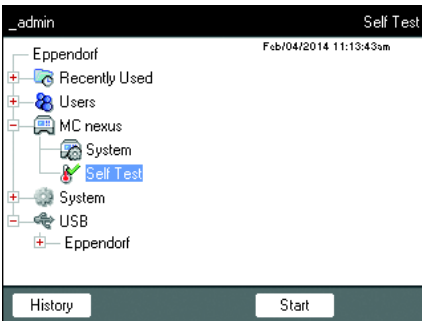 _admin Self Test
Feb/04/2014 11:13:43am
Eppendorf
Recently Used
Users
MC nexus
System
Self Test
System
USB
Eppendorf
History Start